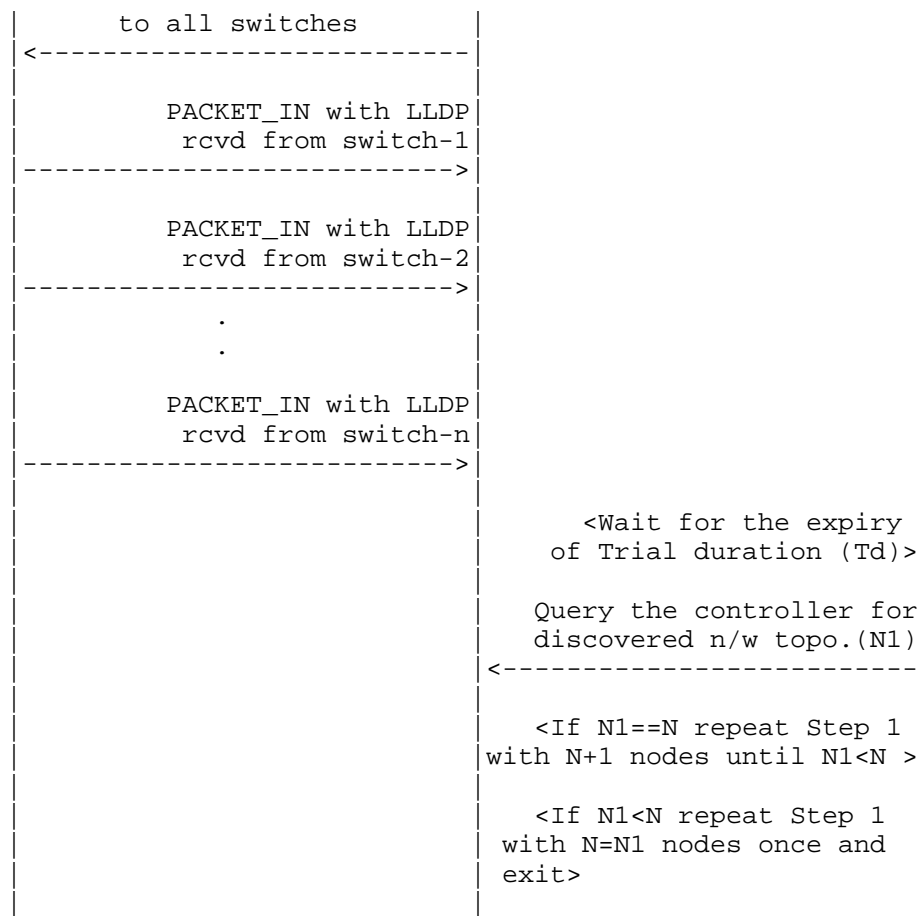 to all switches
|<---------------------------|
PACKET_IN with LLDP|
rcvd from switch-1|
|--------------------------->|
PACKET_IN with LLDP|
rcvd from switch-2|
|--------------------------->|
.
.
PACKET_IN with LLDP|
rcvd from switch-n|
|--------------------------->|
<Wait for the expiry
of Trial duration (Td)>
Query the controller for
discovered n/w topo.(N1)
|<--------------------------
<If N1==N repeat Step 1
|with N+1 nodes until N1<N >
<If N1<N repeat Step 1
with N=N1 nodes once and
exit>